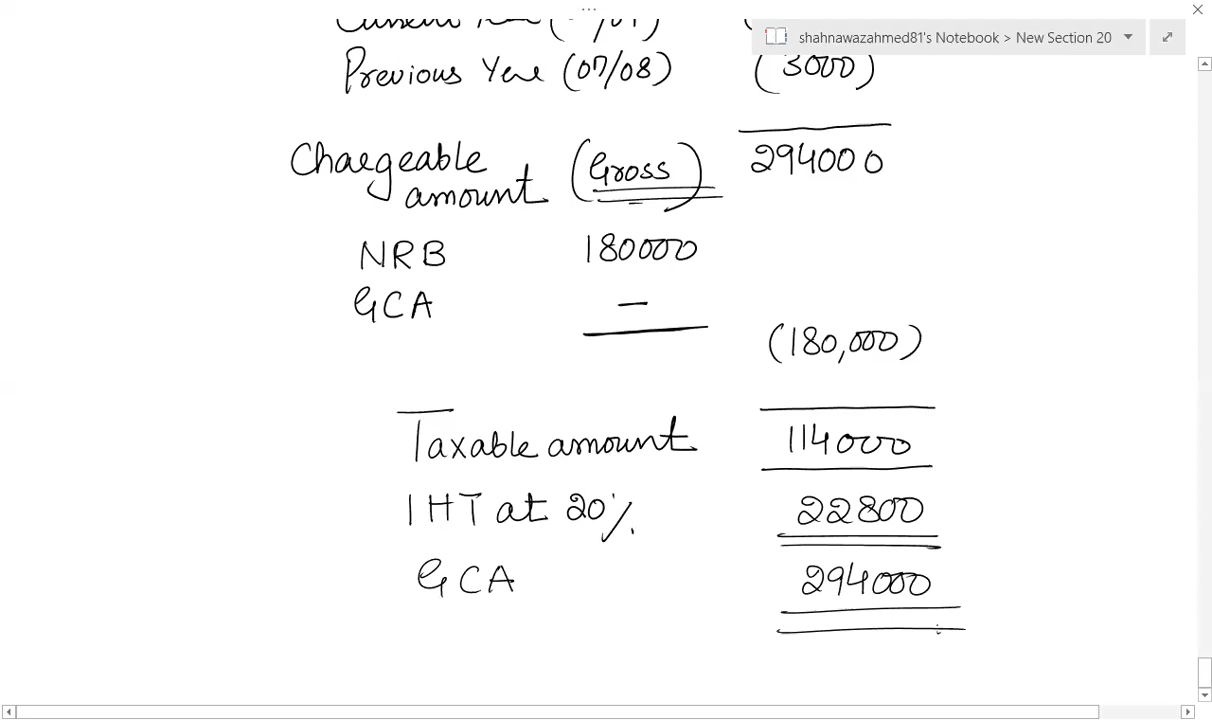 shahnawazahmed81's Notebook > New Section 20
Previous Year (07/08) (3000)
Chargeable amount (Gross) 294000
NRB 180000
GCA —
(180,000)
Taxable amount 114000
IHT at 20%. 22800
GCA 294000